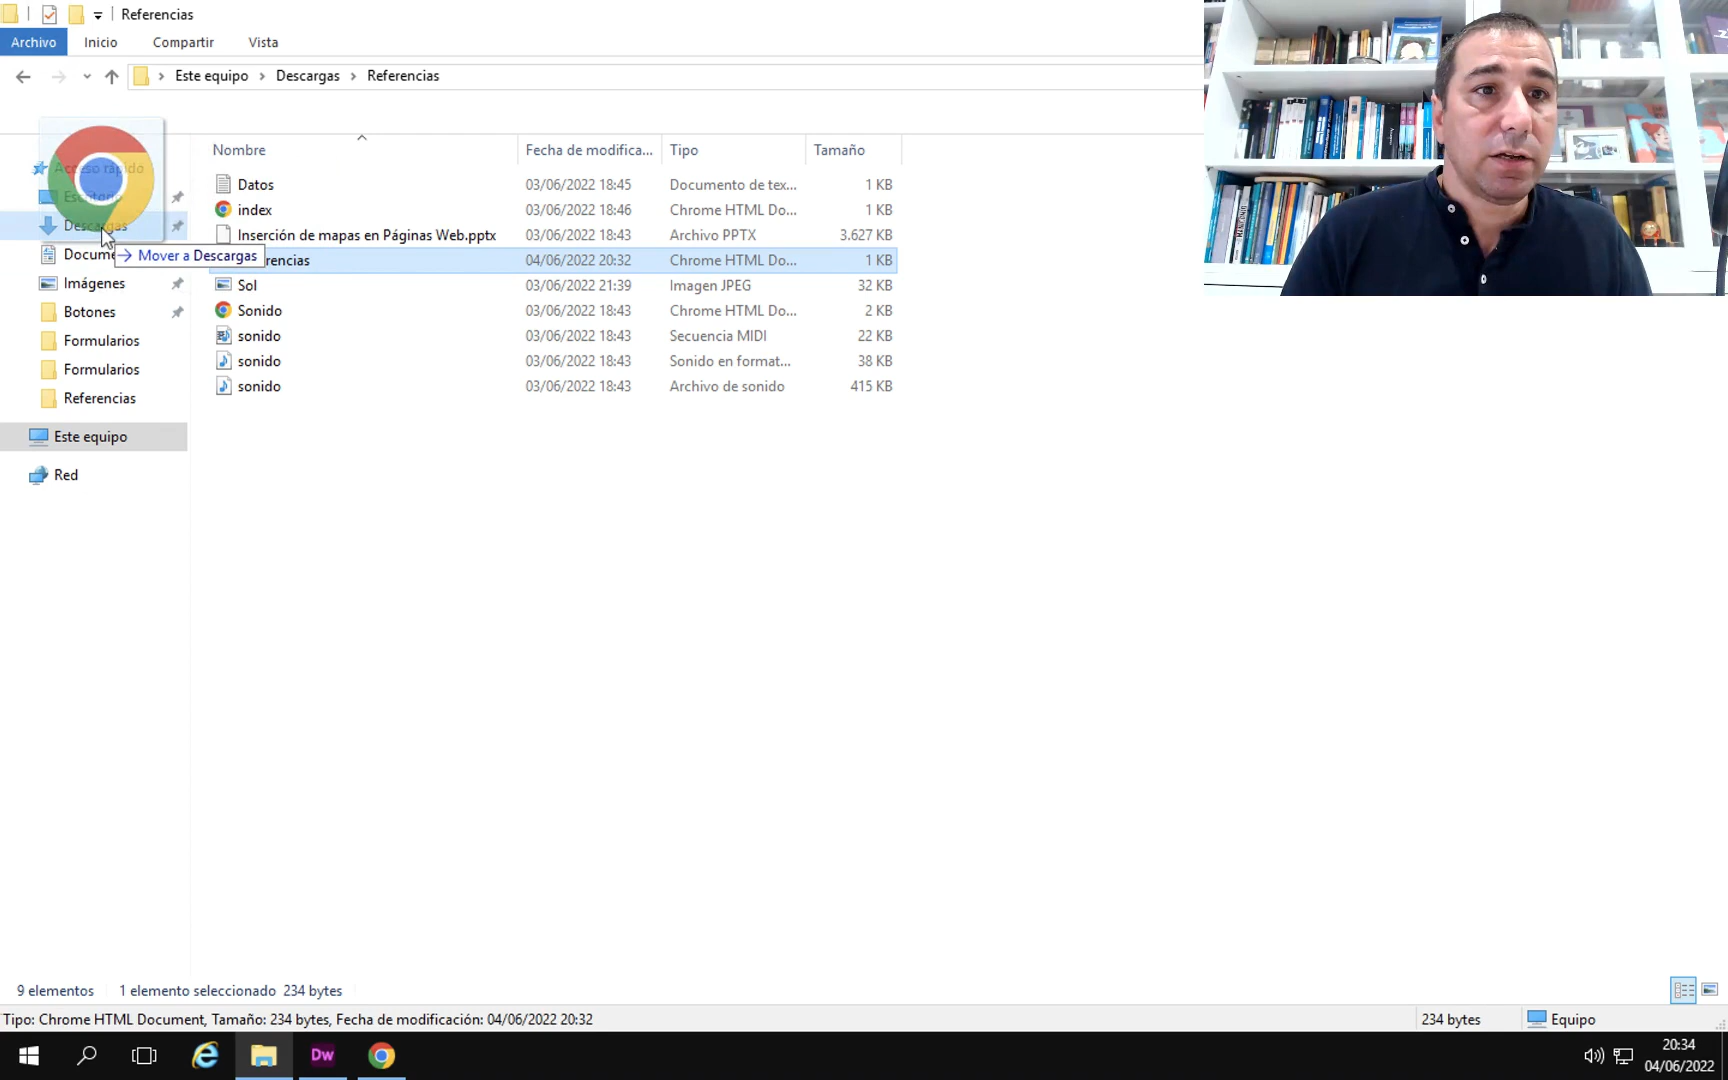 Referencias
Archivo
Inicio
Compartir
Vista
Este equipo
Descargas
Referencias
Nombre
Fecha de modifica...
Tipo
Tamaño
Acceso rápido
Escritorio
Descargas
Docume
Mover a Descargas
Imágenes
Botones
Formularios
Formularios
Referencias
Este equipo
Red
Datos 03/06/2022 18:45 Documento de tex... 1 KB
index 03/06/2022 18:46 Chrome HTML Do... 1 KB
Inserción de mapas en Páginas Web.pptx 03/06/2022 18:43 Archivo PPTX 3.627 KB
rencias 04/06/2022 20:32 Chrome HTML Do... 1 KB
Sol 03/06/2022 21:39 Imagen JPEG 32 KB
Sonido 03/06/2022 18:43 Chrome HTML Do... 2 KB
sonido 03/06/2022 18:43 Secuencia MIDI 22 KB
sonido 03/06/2022 18:43 Sonido en format... 38 KB
sonido 03/06/2022 18:43 Archivo de sonido 415 KB
9 elementos 1 elemento seleccionado 234 bytes
Tipo: Chrome HTML Document, Tamaño: 234 bytes, Fecha de modificación: 04/06/2022 20:32
234 bytes
Equipo
Dw
20:34
04/06/2022